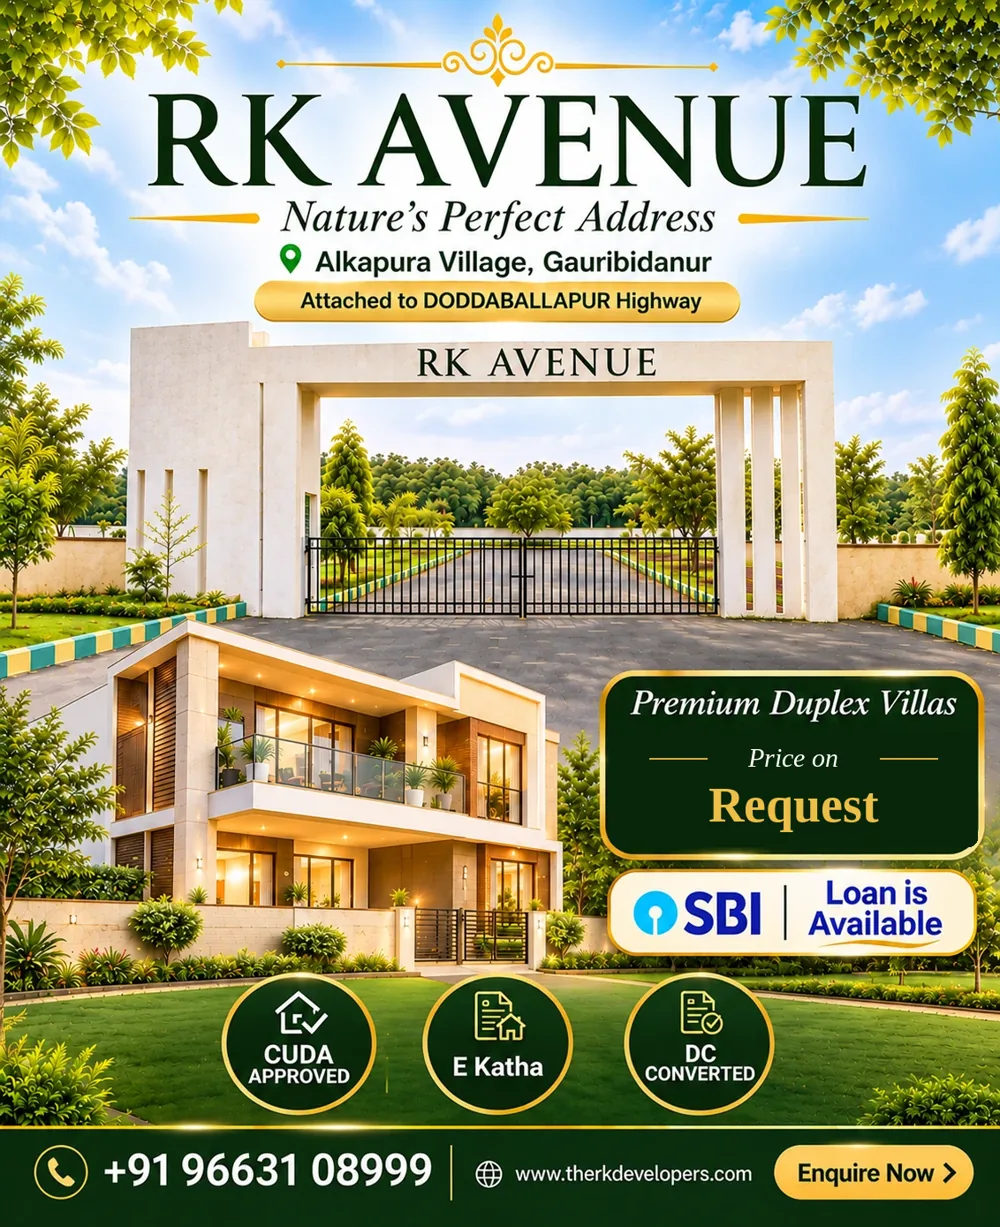 RK AVENUE
Nature's Perfect Address
Alkapura Village, Gauribidanur
Attached to DODDABALLAPUR Highway
RK AVENUE
Premium Duplex Villas
Price on
Request
SBI
Loan is
Available
CUDA
APPROVED
E Katha
DC
CONVERTED
+91 96631 08999
www.therkdevelopers.com
Enquire Now